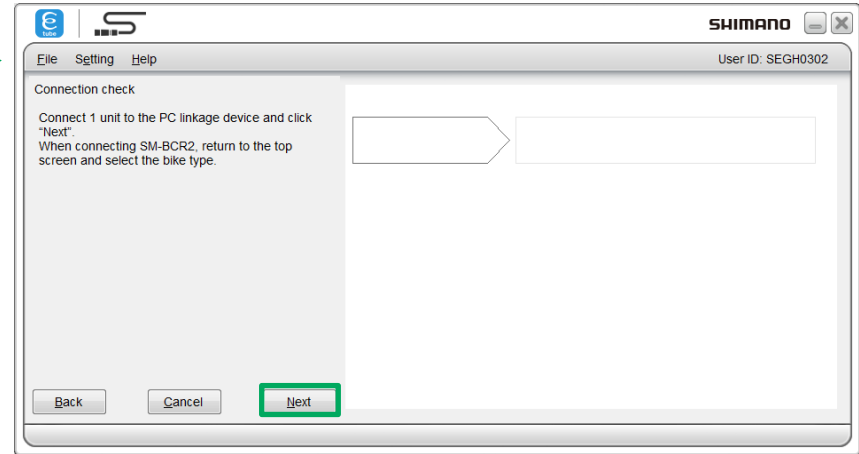 tube
SHIMANO
File Setting Help
User ID: SEGH0302
Connection check
Connect 1 unit to the PC linkage device and click
“Next”.
When connecting SM-BCR2, return to the top
screen and select the bike type.
Back Cancel Next